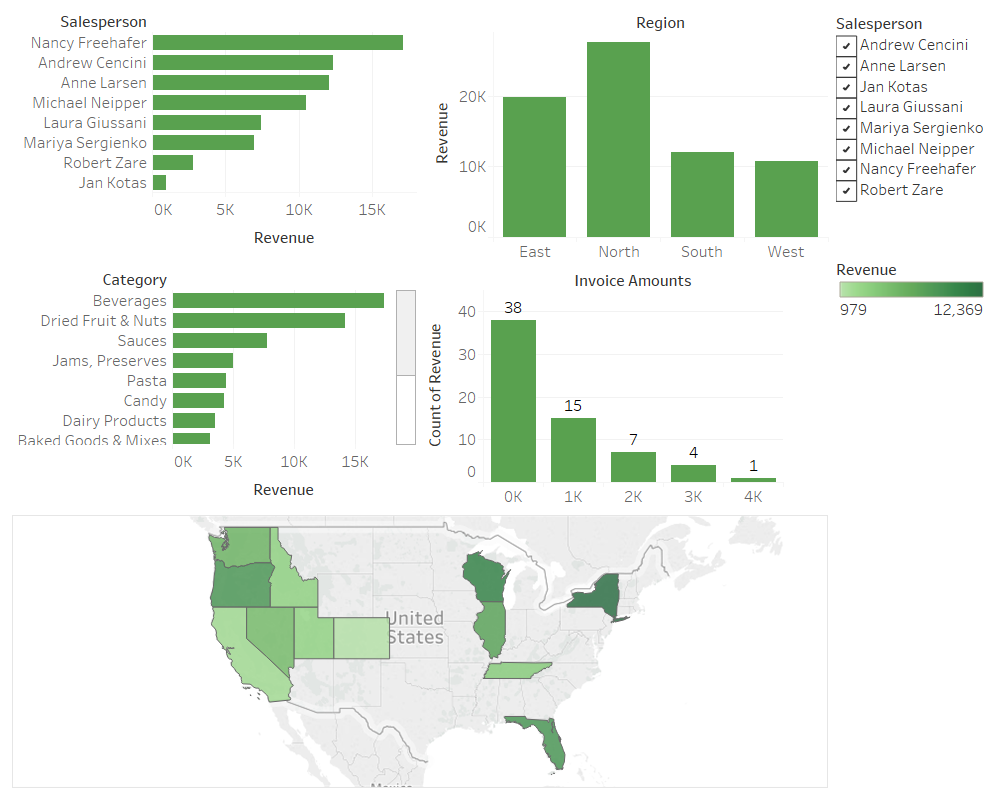 Salesperson
Nancy Freehafer
Andrew Cencini
Anne Larsen
Michael Neipper
Laura Giussani
Mariya Sergienko
Robert Zare
Jan Kotas
0K 5K 10K 15K
Revenue
Region
Revenue
20K
10K
0K
East North South West
Salesperson
Andrew Cencini
Anne Larsen
Jan Kotas
Laura Giussani
Mariya Sergienko
Michael Neipper
Nancy Freehafer
Robert Zare
Revenue
979 12,369
Category
Beverages
Dried Fruit & Nuts
Sauces
Jams, Preserves
Pasta
Candy
Dairy Products
Baked Goods & Mixes
0K 5K 10K 15K
Revenue
Invoice Amounts
Count of Revenue
40
30
20
10
0
38
15
7
4
1
0K 1K 2K 3K 4K
United
States
Mexico